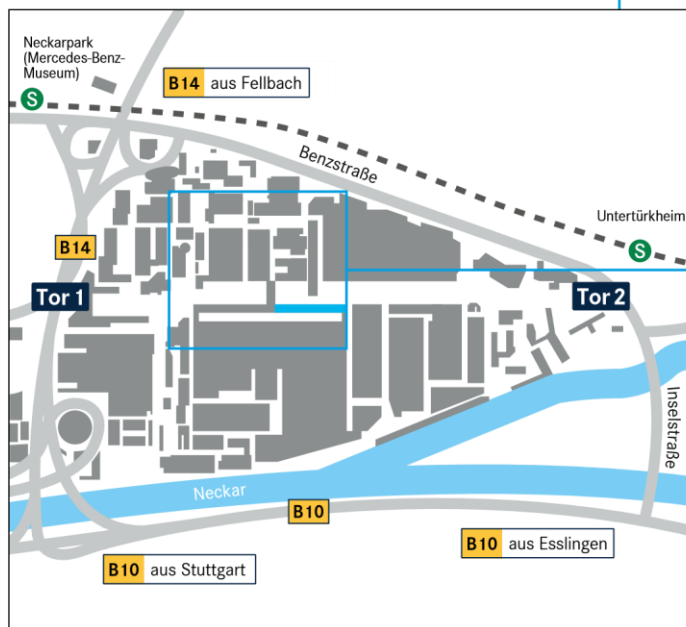 Neckarpark
(Mercedes-Benz-
Museum)
S
B14 aus Fellbach
Benzstraße
Untertürkheim
S
B14
Tor 1
Tor 2
Inselstraße
Neckar
B10
B10 aus Esslingen
B10 aus Stuttgart